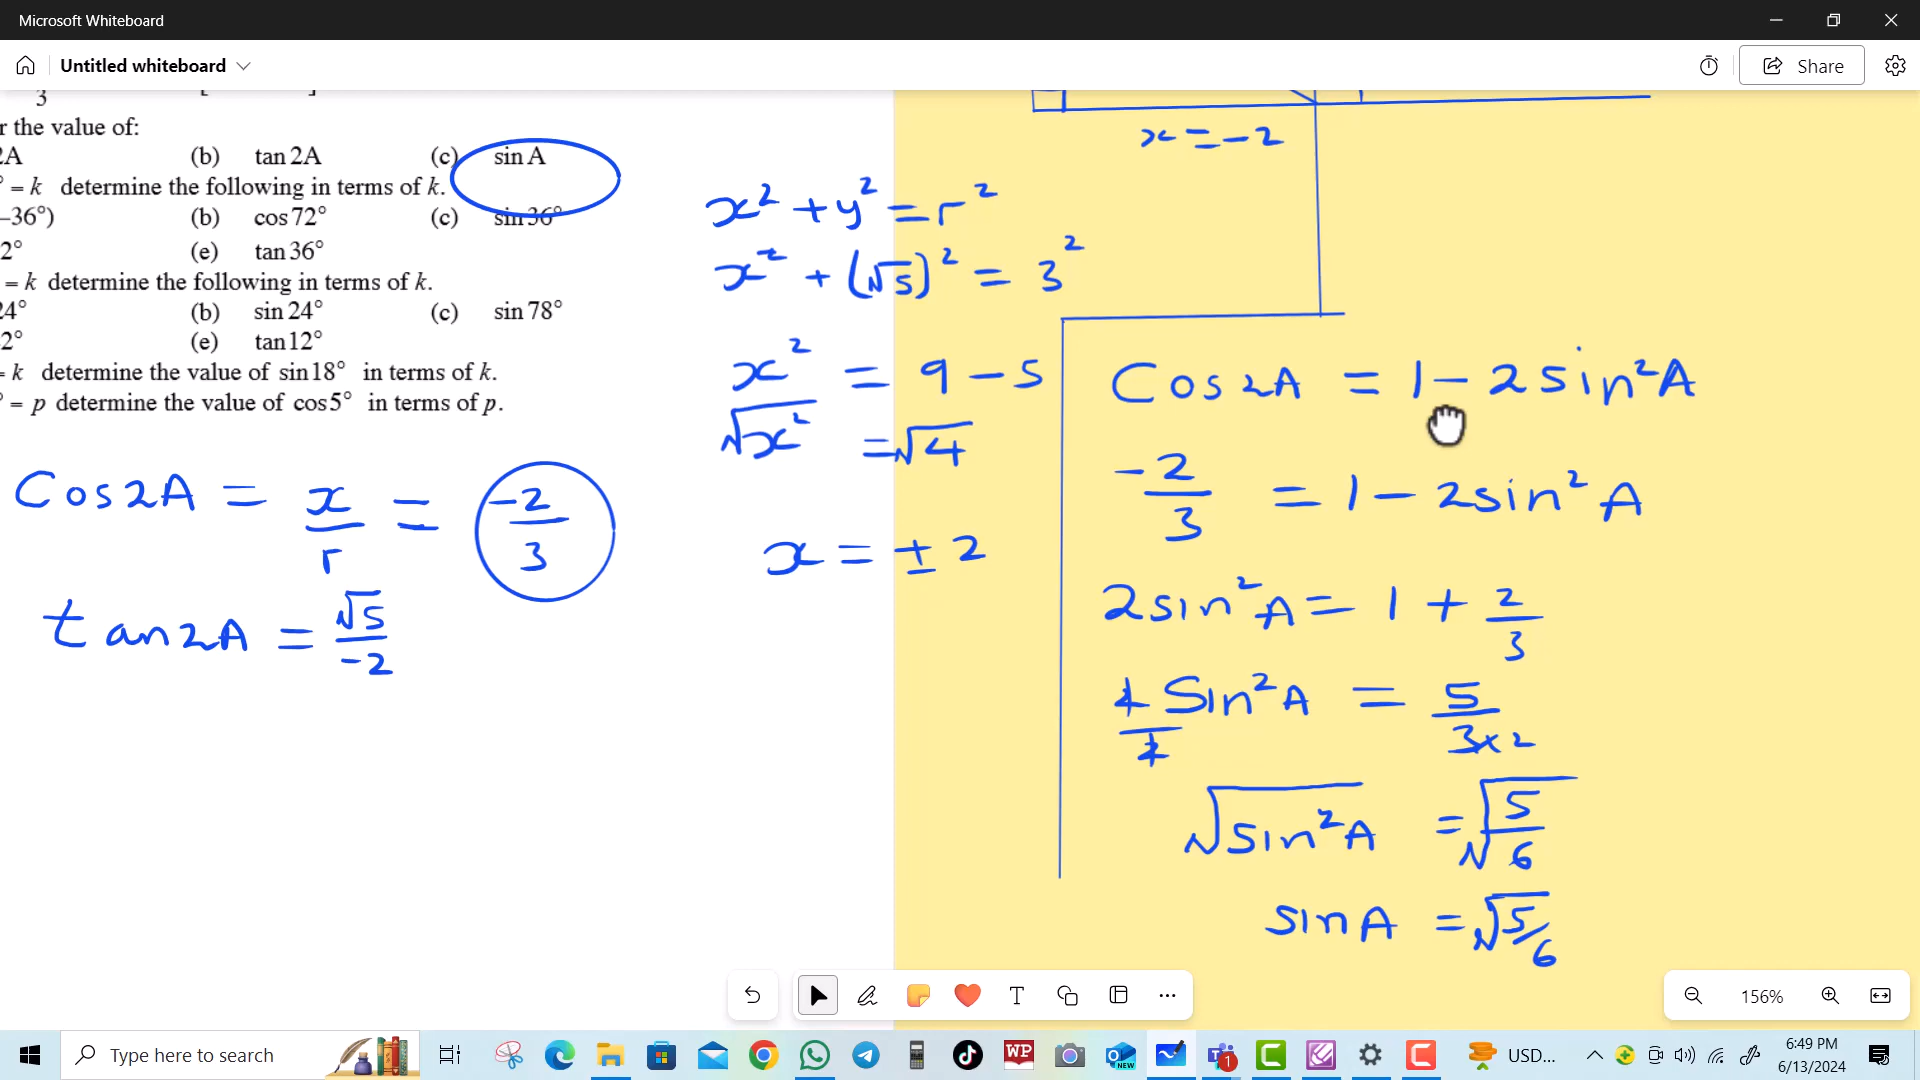 Microsoft Whiteboard
Untitled whiteboard
Share
3
r the value of:
2A (b) tan 2A (c) sin A
° = k determine the following in terms of k.
–36°) (b) cos 72° (c) sin 36°
2° (e) tan 36°
= k determine the following in terms of k.
24° (b) sin 24° (c) sin 78°
2° (e) tan 12°
= k determine the value of sin 18° in terms of k.
° = p determine the value of cos 5° in terms of p.
Cos2A = x/r = -2/3
tan2A = √5/-2
x² + y² = r²
x² + (√5)² = 3²
x² = 9 - 5
√x² = √4
x = ± 2
x = -2
Cos2A = 1 - 2sin²A
-2/3 = 1 - 2sin²A
2sin²A = 1 + 2/3
Sin²A = 5/3×2
√sin²A = √5/6
sinA = √5/6
156%
Type here to search
WP
NEW
1
USD...
6:49 PM
6/13/2024